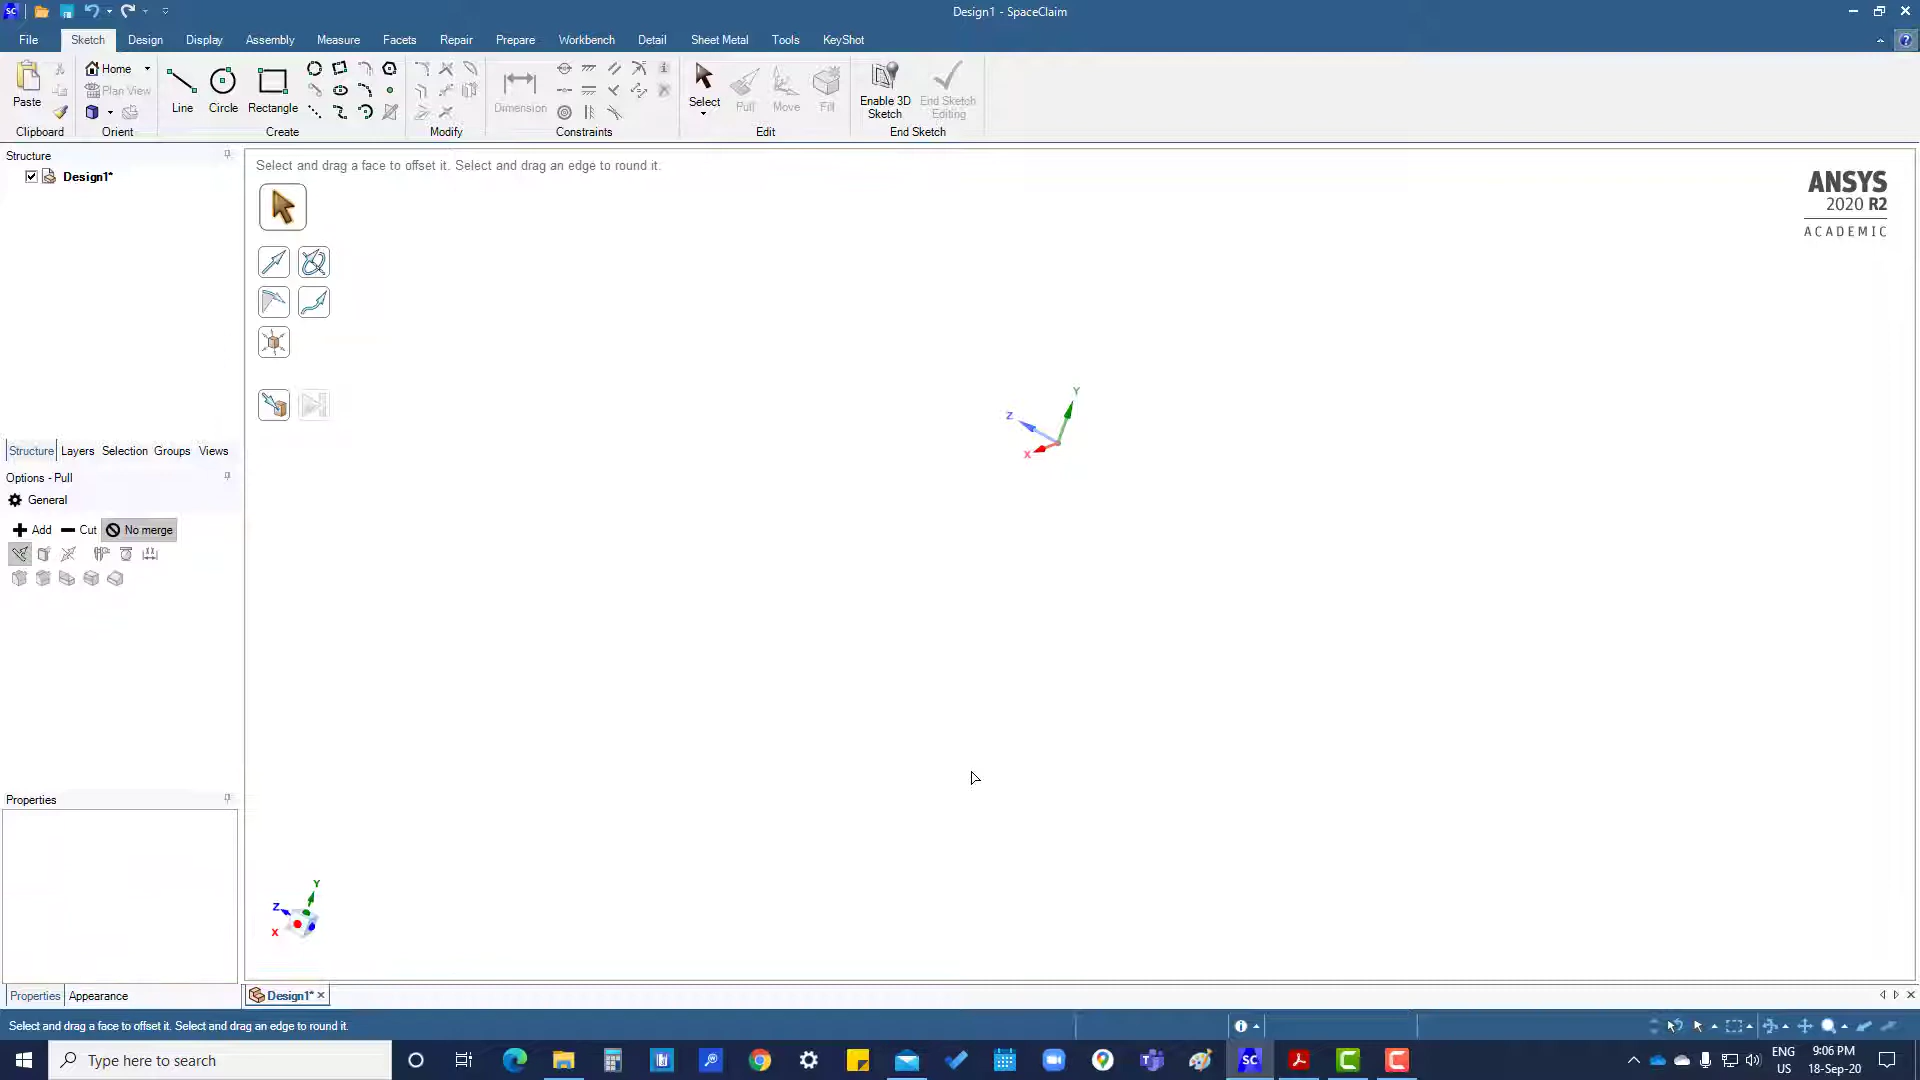 SC
Design1 - SpaceClaim
File Sketch Design Display Assembly Measure Facets Repair Prepare Workbench Detail Sheet Metal Tools KeyShot
Paste
Home
Plan View
Line Circle Rectangle
Dimension
Select Pull Move Fill
Enable 3D Sketch
End Sketch Editing
Clipboard Orient Create Modify Constraints Edit End Sketch
Structure
Design1*
Select and drag a face to offset it. Select and drag an edge to round it.
ANSYS
2020 R2
ACADEMIC
Y
Z
X
Structure Layers Selection Groups Views
Options - Pull
General
Add Cut No merge
Properties
Y
Z
X
Properties Appearance
Design1*
Select and drag a face to offset it. Select and drag an edge to round it.
Type here to search
SC
ENG
US
9:06 PM
18-Sep-20